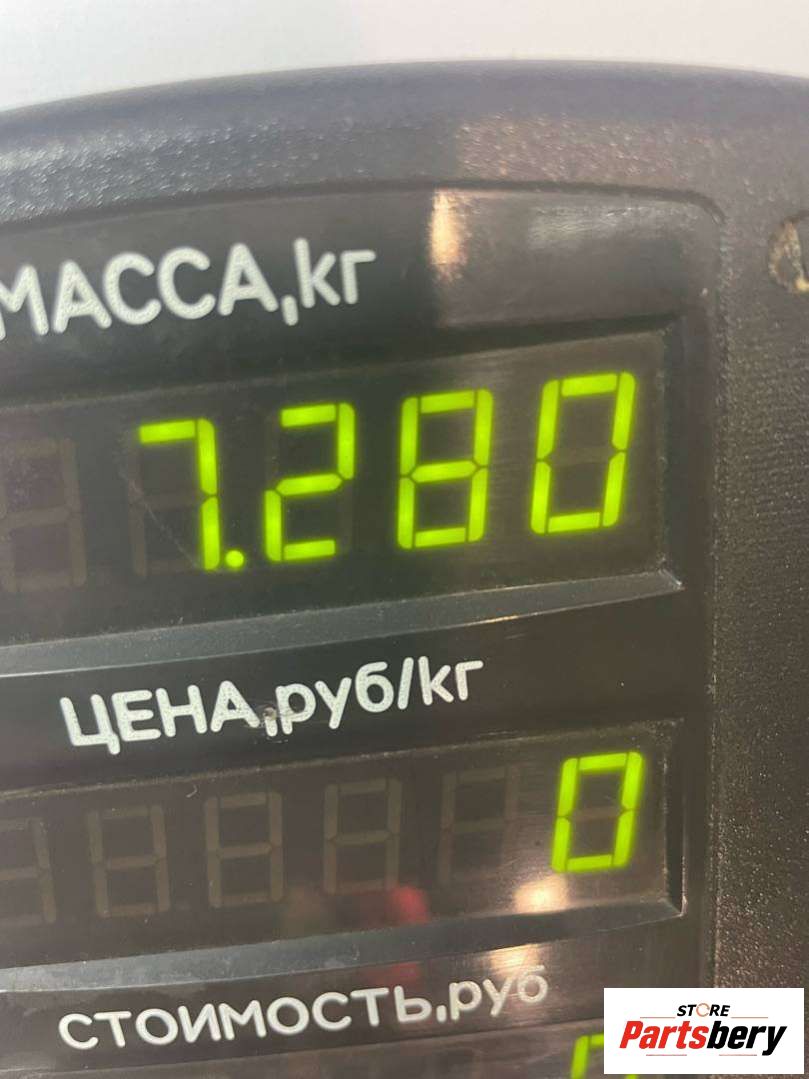 МАССА,кг
7.280
ЦЕНА,руб/кг
0
СТОИМОСТЬ,руб
STORE
Partsbery